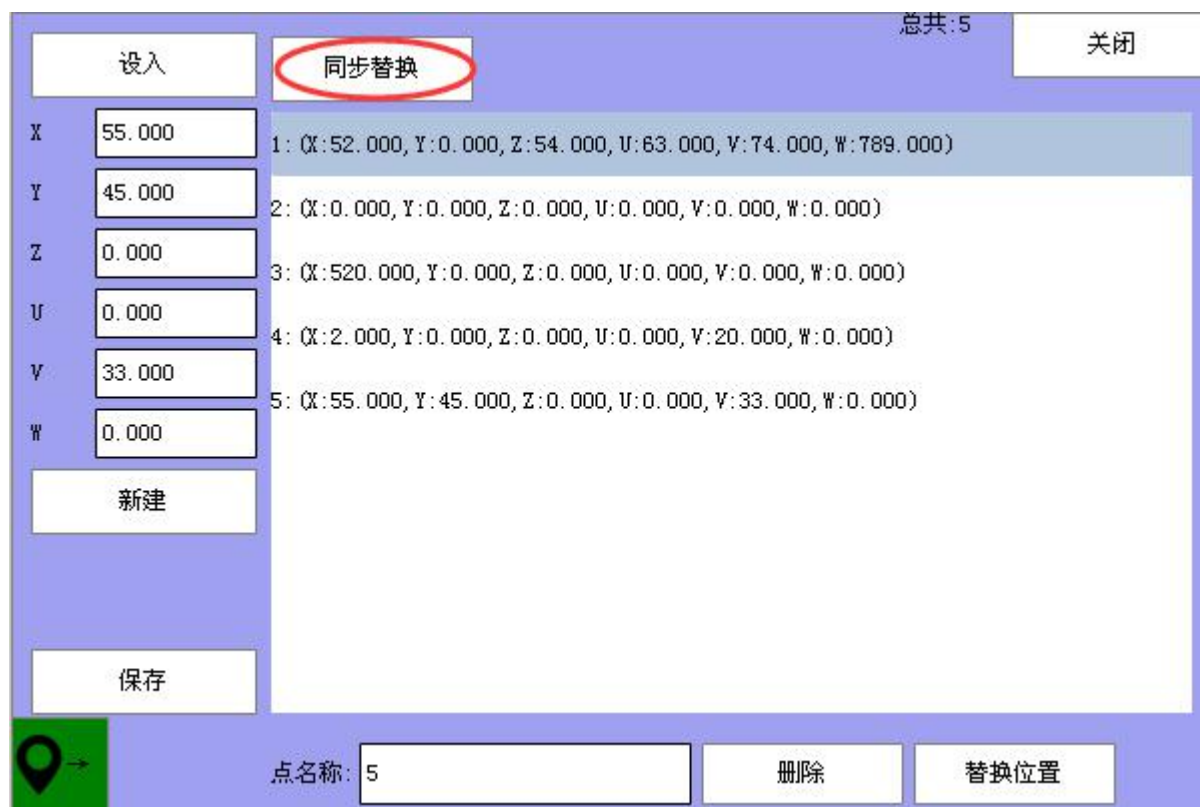 总共:5
关闭
设入
同步替换
X 55.000
Y 45.000
Z 0.000
U 0.000
V 33.000
W 0.000
1: (X:52.000, Y:0.000, Z:54.000, U:63.000, V:74.000, W:789.000)
2: (X:0.000, Y:0.000, Z:0.000, U:0.000, V:0.000, W:0.000)
3: (X:520.000, Y:0.000, Z:0.000, U:0.000, V:0.000, W:0.000)
4: (X:2.000, Y:0.000, Z:0.000, U:0.000, V:20.000, W:0.000)
5: (X:55.000, Y:45.000, Z:0.000, U:0.000, V:33.000, W:0.000)
新建
保存
点名称: 5
删除
替换位置